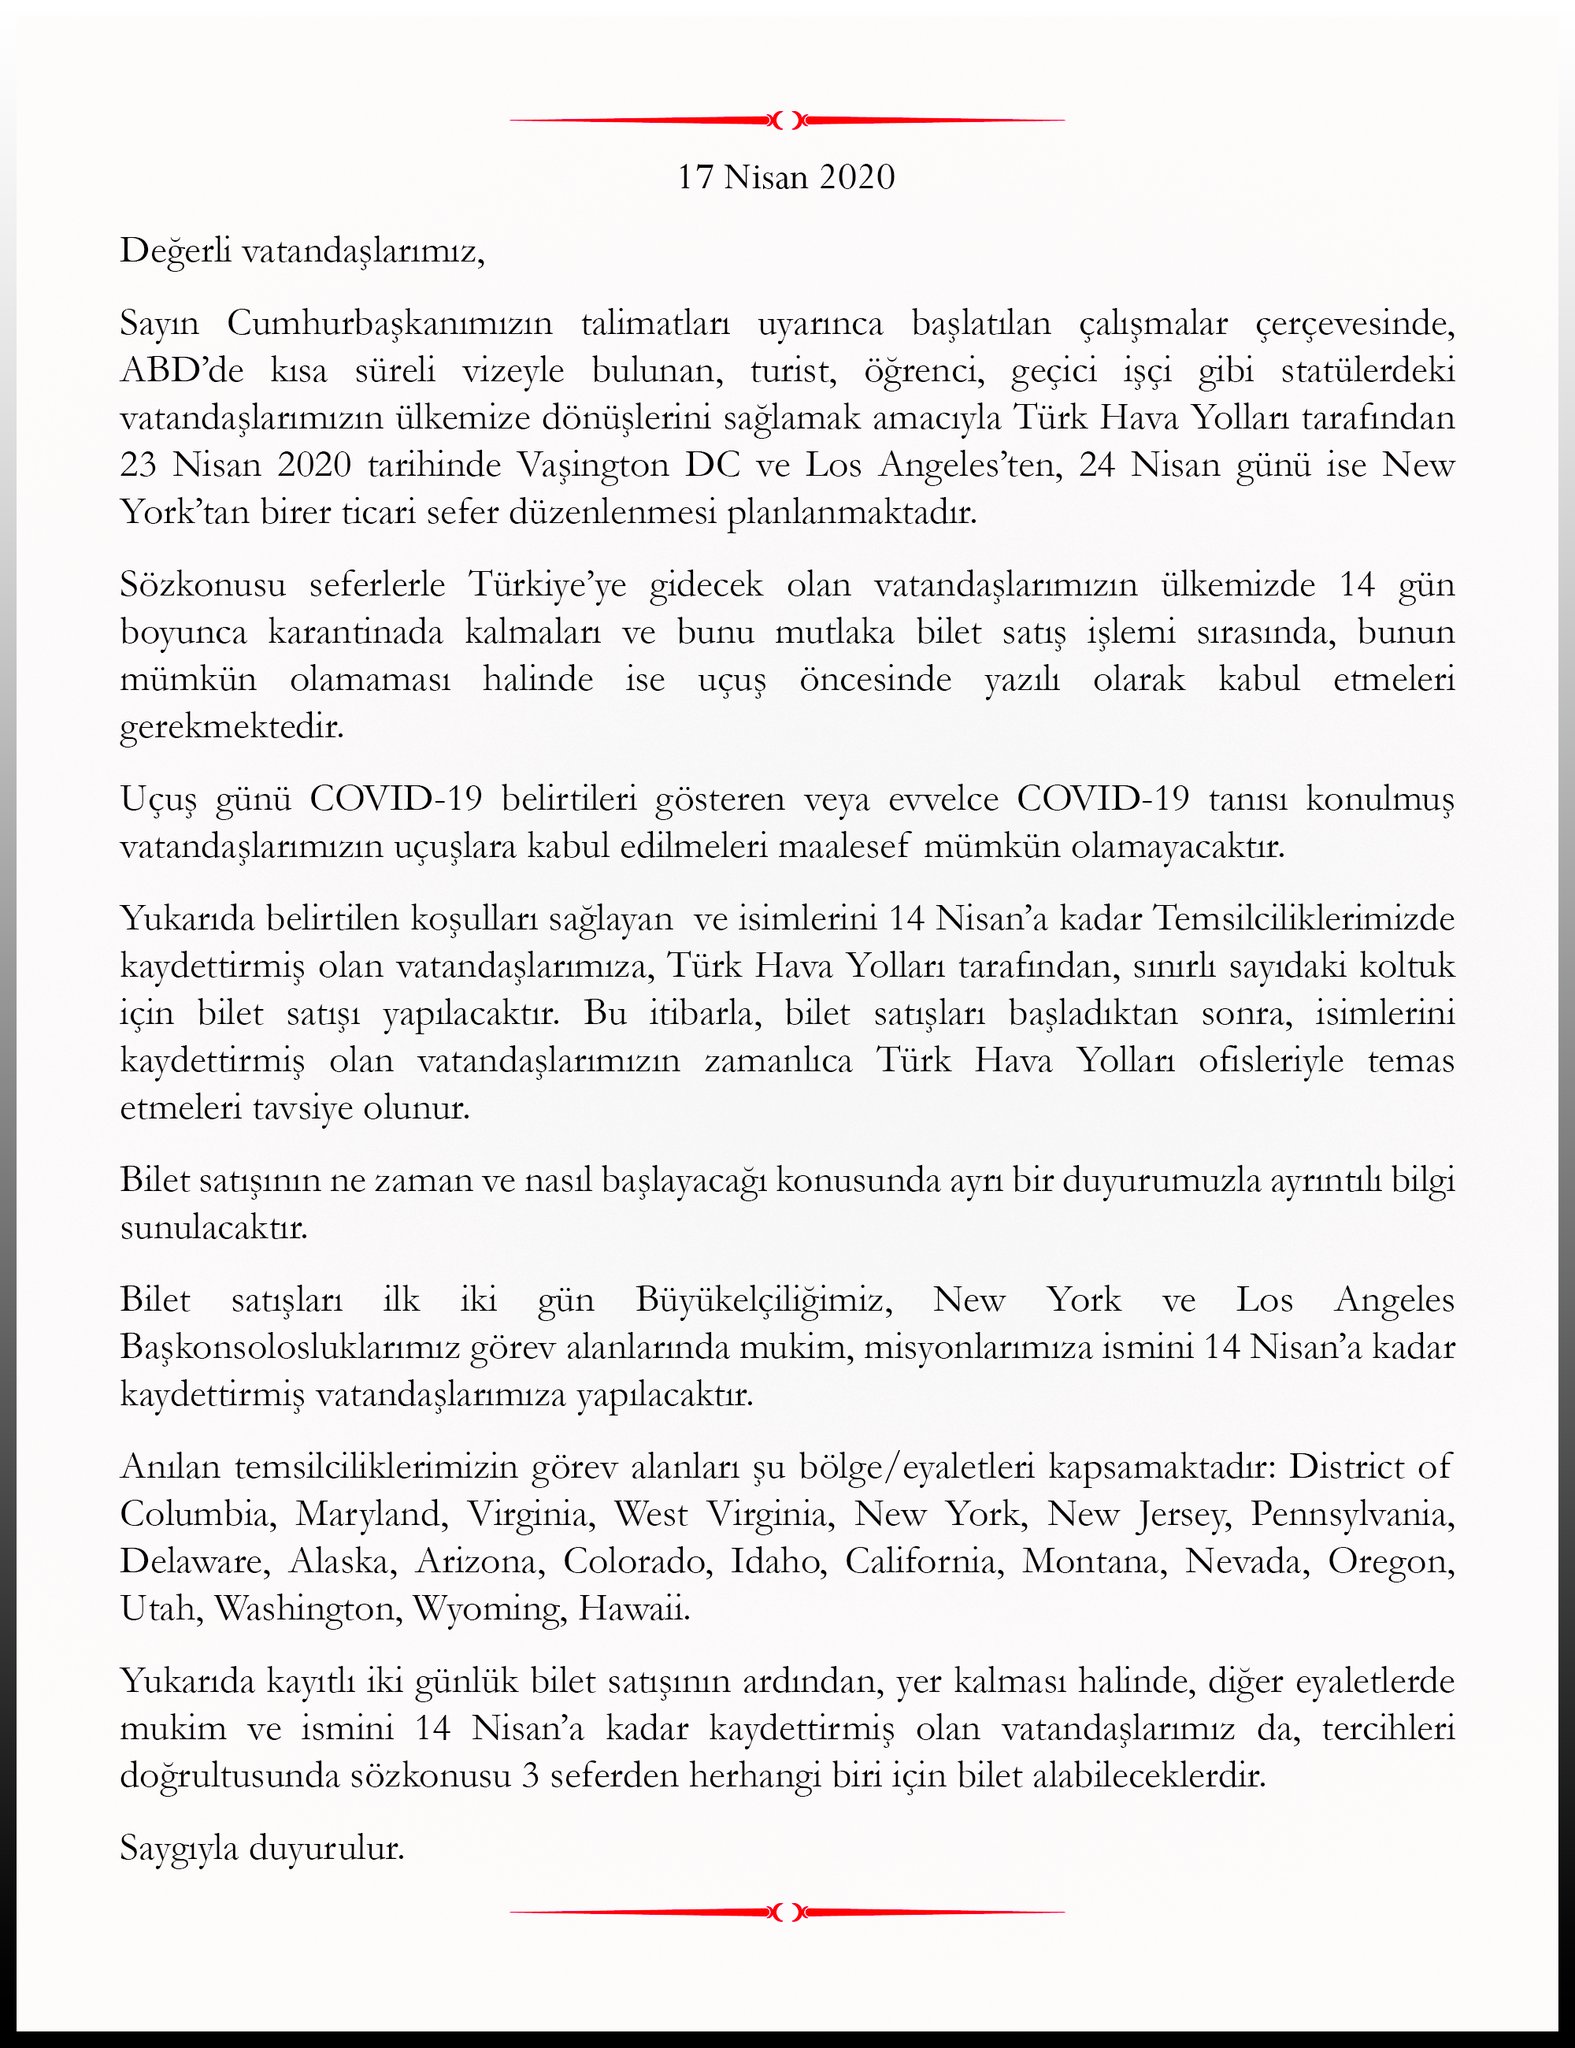 17 Nisan 2020
Değerli vatandaşlarımız,
Sayın Cumhurbaşkanımızın talimatları uyarınca başlatılan çalışmalar çerçevesinde,
ABD’de kısa süreli vizeyle bulunan, turist, öğrenci, geçici işçi gibi statülerdeki
vatandaşlarımızın ülkemize dönüşlerini sağlamak amacıyla Türk Hava Yolları tarafından
23 Nisan 2020 tarihinde Vaşington DC ve Los Angeles’ten, 24 Nisan günü ise New
York’tan birer ticari sefer düzenlenmesi planlanmaktadır.
Sözkonusu seferlerle Türkiye’ye gidecek olan vatandaşlarımızın ülkemizde 14 gün
boyunca karantinada kalmaları ve bunu mutlaka bilet satış işlemi sırasında, bunun
mümkün olamaması halinde ise uçuş öncesinde yazılı olarak kabul etmeleri
gerekmektedir.
Uçuş günü COVID-19 belirtileri gösteren veya evvelce COVID-19 tanısı konulmuş
vatandaşlarımızın uçuşlara kabul edilmeleri maalesef mümkün olamayacaktır.
Yukarıda belirtilen koşulları sağlayan ve isimlerini 14 Nisan’a kadar Temsilciliklerimizde
kaydettirmiş olan vatandaşlarımıza, Türk Hava Yolları tarafından, sınırlı sayıdaki koltuk
için bilet satışı yapılacaktır. Bu itibarla, bilet satışları başladıktan sonra, isimlerini
kaydettirmiş olan vatandaşlarımızın zamanlıca Türk Hava Yolları ofisleriyle temas
etmeleri tavsiye olunur.
Bilet satışının ne zaman ve nasıl başlayacağı konusunda ayrı bir duyurumuzla ayrıntılı bilgi
sunulacaktır.
Bilet satışları ilk iki gün Büyükelçiliğimiz, New York ve Los Angeles
Başkonsolosluklarımız görev alanlarında mukim, misyonlarımıza ismini 14 Nisan’a kadar
kaydettirmiş vatandaşlarımıza yapılacaktır.
Anılan temsilciliklerimizin görev alanları şu bölge/eyaletleri kapsamaktadır: District of
Columbia, Maryland, Virginia, West Virginia, New York, New Jersey, Pennsylvania,
Delaware, Alaska, Arizona, Colorado, Idaho, California, Montana, Nevada, Oregon,
Utah, Washington, Wyoming, Hawaii.
Yukarıda kayıtlı iki günlük bilet satışının ardından, yer kalması halinde, diğer eyaletlerde
mukim ve ismini 14 Nisan’a kadar kaydettirmiş olan vatandaşlarımız da, tercihleri
doğrultusunda sözkonusu 3 seferden herhangi biri için bilet alabileceklerdir.
Saygıyla duyurulur.